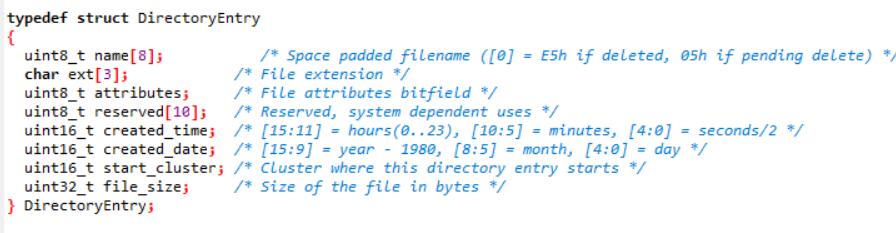 typedef struct DirectoryEntry
{
  uint8_t name[8];            /* Space padded filename ([0] = E5h if deleted, 05h if pending delete) */
  char ext[3];             /* File extension */
  uint8_t attributes;      /* File attributes bitfield */
  uint8_t reserved[10];    /* Reserved, system dependent uses */
  uint16_t created_time;   /* [15:11] = hours(0..23), [10:5] = minutes, [4:0] = seconds/2 */
  uint16_t created_date;   /* [15:9] = year - 1980, [8:5] = month, [4:0] = day */
  uint16_t start_cluster;  /* Cluster where this directory entry starts */
  uint32_t file_size;      /* Size of the file in bytes */
} DirectoryEntry;